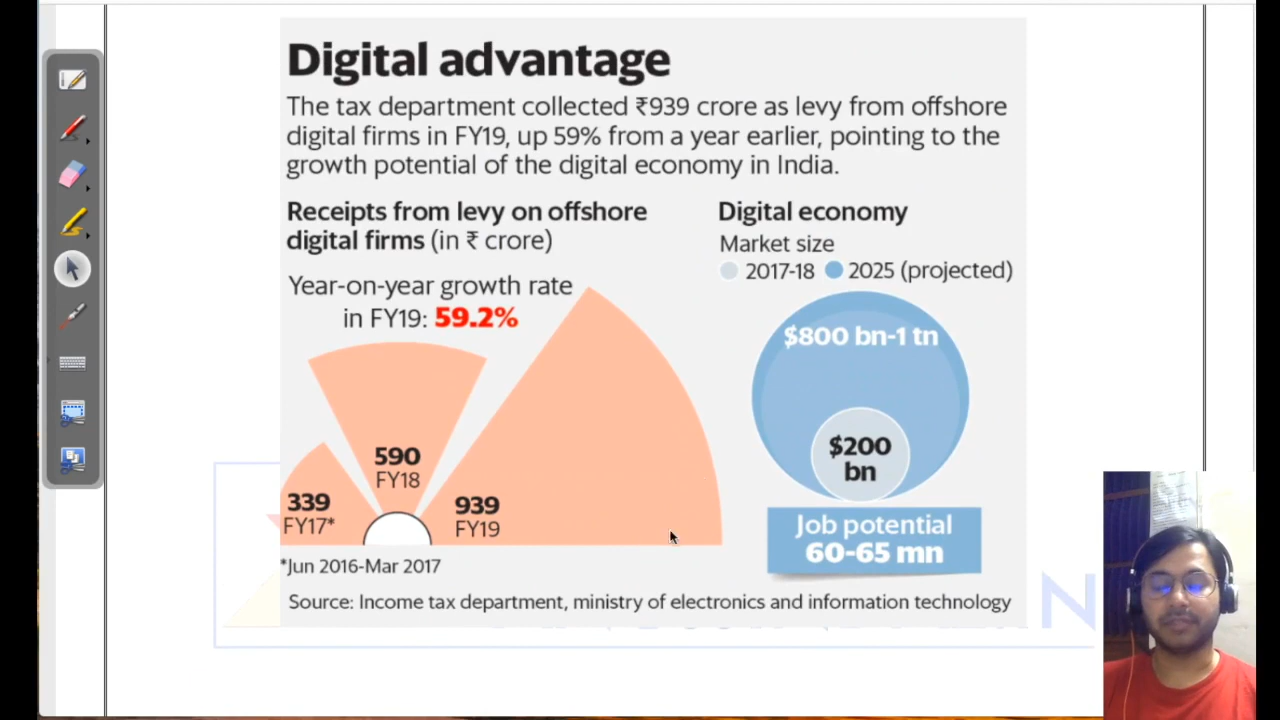 Digital advantage
The tax department collected ₹939 crore as levy from offshore
digital firms in FY19, up 59% from a year earlier, pointing to the
growth potential of the digital economy in India.
Receipts from levy on offshore
digital firms (in ₹ crore)
Year-on-year growth rate
in FY19: 59.2%
339
FY17*
590
FY18
939
FY19
*Jun 2016-Mar 2017
Digital economy
Market size
2017-18
2025 (projected)
$800 bn-1 tn
$200
bn
Job potential
60-65 mn
Source: Income tax department, ministry of electronics and information technology